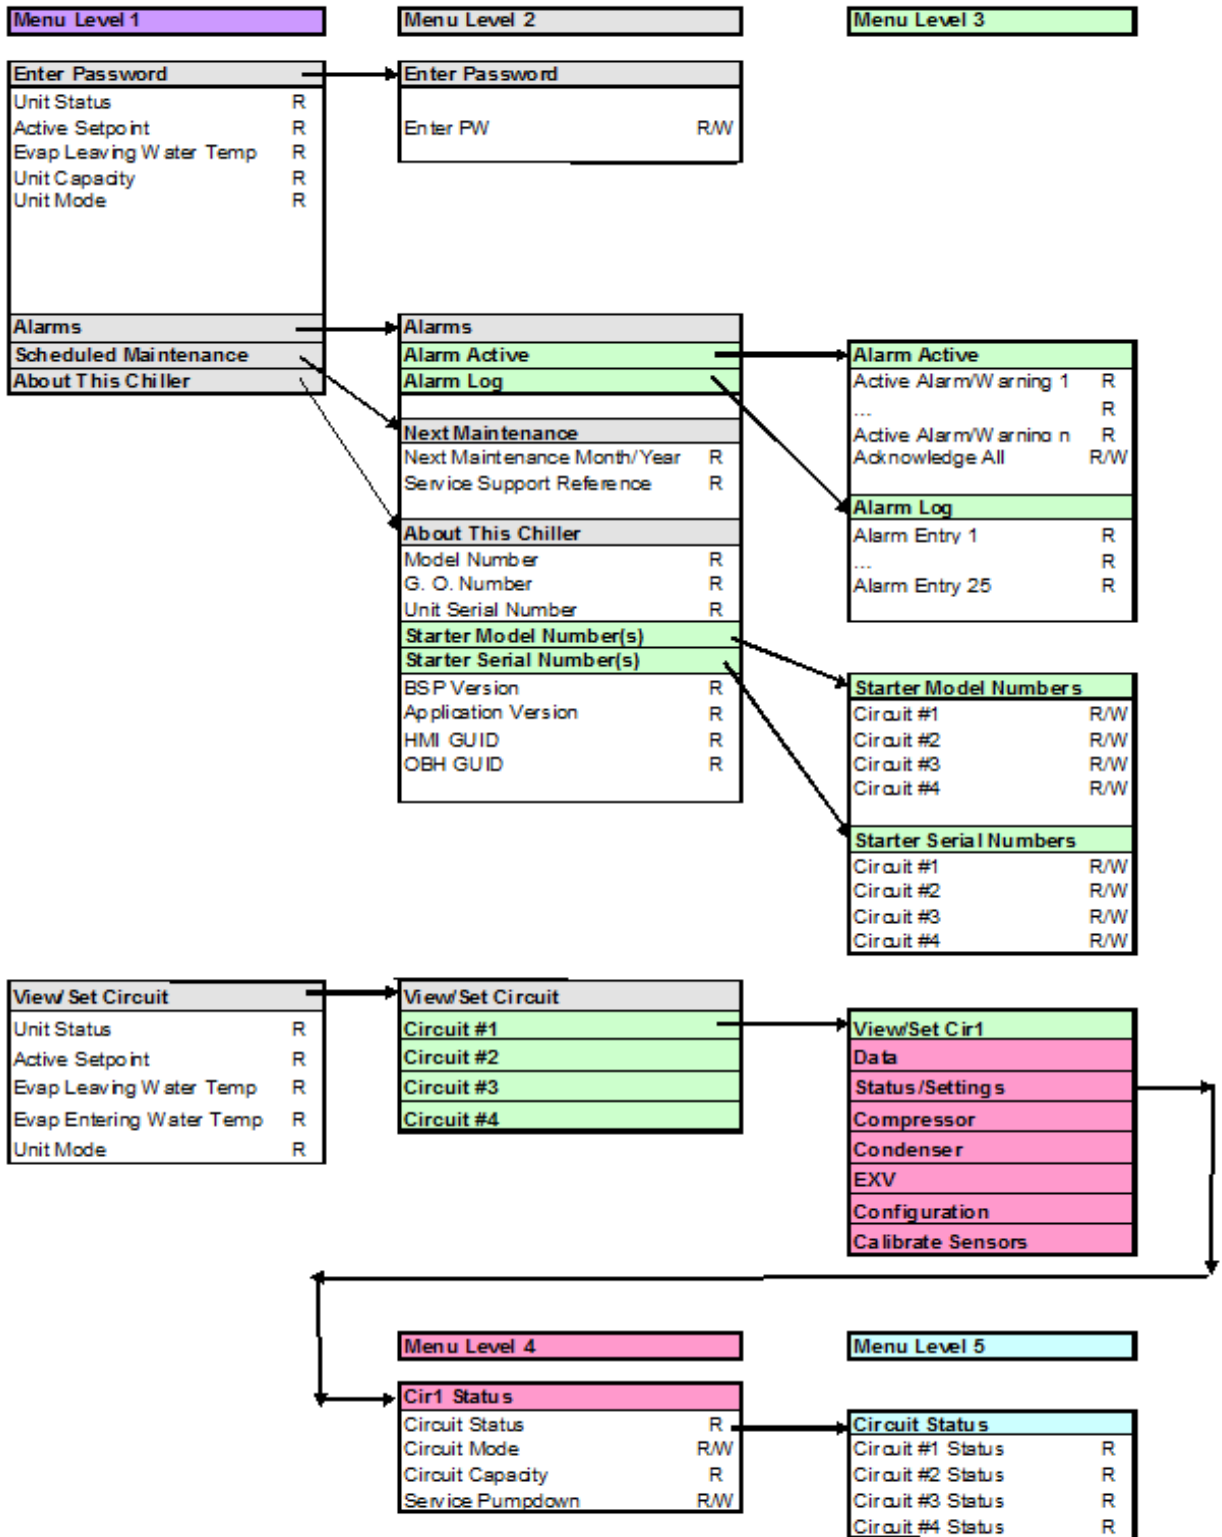 Menu Level 1
Menu Level 2
Menu Level 3
Enter Password
Unit Status R
Active Setpoint R
Evap Leaving Water Temp R
Unit Capacity R
Unit Mode R
Alarms
Scheduled Maintenance
About This Chiller
Enter Password
Enter PW R/W
Alarms
Alarm Active
Alarm Log
Next Maintenance
Next Maintenance Month/Year R
Service Support Reference R
About This Chiller
Model Number R
G. O. Number R
Unit Serial Number R
Starter Model Number(s)
Starter Serial Number(s)
BSP Version R
Application Version R
HMI GUID R
OBH GUID R
Alarm Active
Active Alarm/Warning 1 R
... R
Active Alarm/Warning n R
Acknowledge All R/W
Alarm Log
Alarm Entry 1 R
... R
Alarm Entry 25 R
Starter Model Numbers
Circuit #1 R/W
Circuit #2 R/W
Circuit #3 R/W
Circuit #4 R/W
Starter Serial Numbers
Circuit #1 R/W
Circuit #2 R/W
Circuit #3 R/W
Circuit #4 R/W
View/Set Circuit
Unit Status R
Active Setpoint R
Evap Leaving Water Temp R
Evap Entering Water Temp R
Unit Mode R
View/Set Circuit
Circuit #1
Circuit #2
Circuit #3
Circuit #4
View/Set Cir1
Data
Status/Settings
Compressor
Condenser
EXV
Configuration
Calibrate Sensors
Menu Level 4
Menu Level 5
Cir1 Status
Circuit Status R
Circuit Mode R/W
Circuit Capacity R
Service Pumpdown R/W
Circuit Status
Circuit #1 Status R
Circuit #2 Status R
Circuit #3 Status R
Circuit #4 Status R